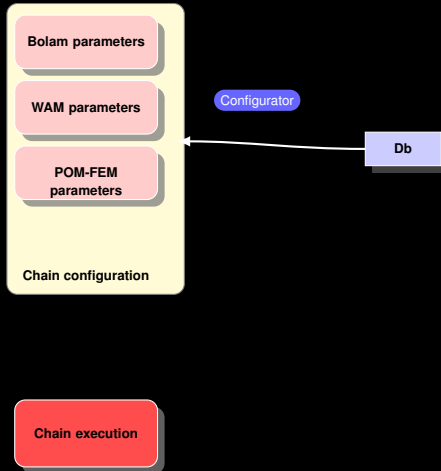 Bolam parameters
WAM parameters
Configurator
Db
POM-FEM
parameters
Chain configuration
Chain execution